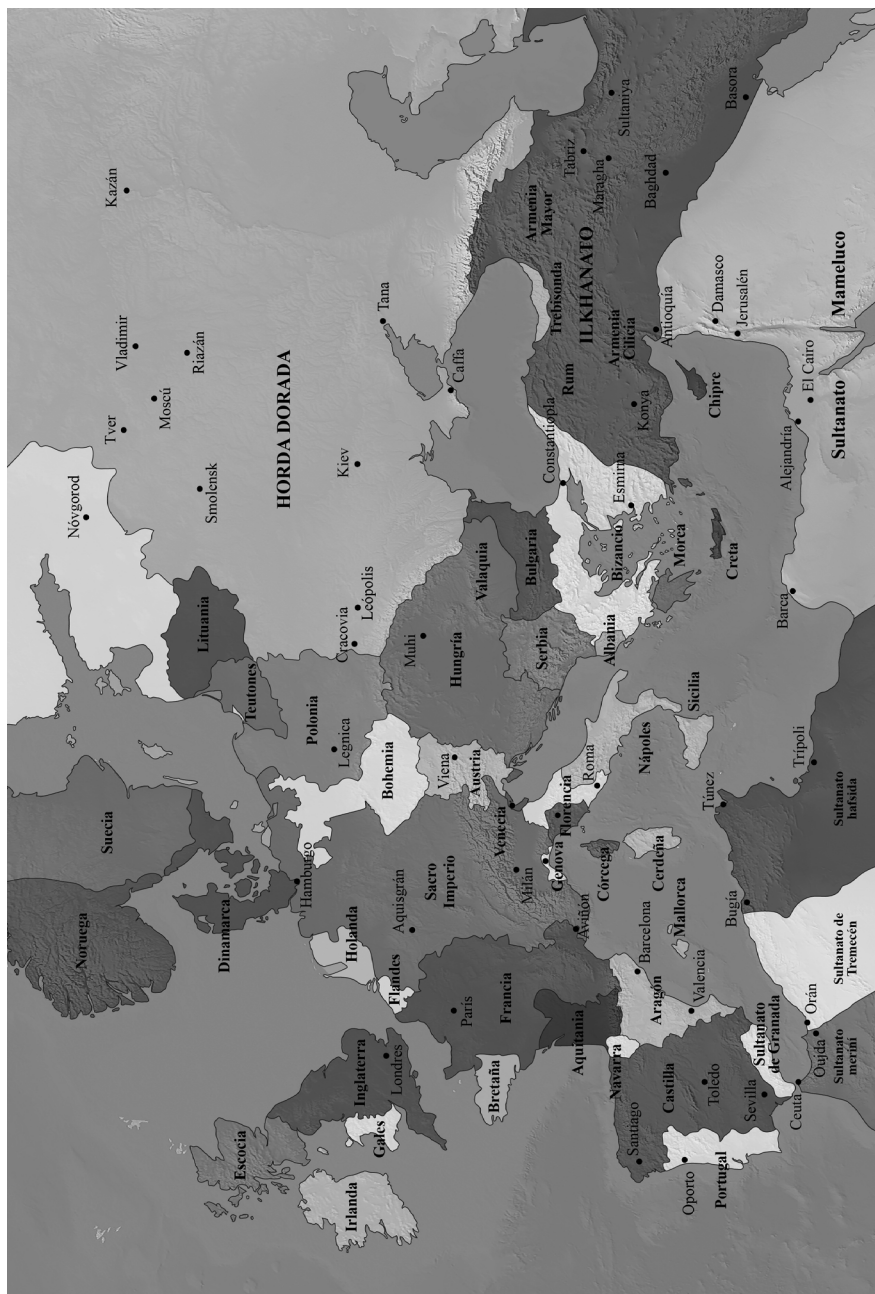 Noruega
Suecia
Nóvgorod
Tver
Kazán
Vladimir
Moscú
Riazán
Smolensk
Lituania
Escocia
Dinamarca
Teutones
HORDA DORADA
Irlanda
Hamburgo
Polonia
Legnica
Inglaterra
Londres
Gales
Holanda
Flandes
Aquisgrán
Cracovia
Leópolis
Kiev
Tana
Bohemia
Muhi
Sacro
Imperio
París
Viena
Austria
Hungría
Caffa
Bretaña
Francia
Valaquia
Venecia
Milán
Bulgaria
Serbia
Armenia
Mayor
Constantiopla
Trebisonda
Tabriz
Aquitania
Aviñón
Genova
Florencia
Roma
Albania
Bizancio
Rum
ILKHANATO
Maragha
Sultaniya
Navarra
Santiago
Barcelona
Córcega
Esmirna
Konya
Armenia
Cilicia
Baghdad
Aragón
Nápoles
Morea
Antioquía
Castilla
Mallorca
Cerdeña
Sicilia
Oporto
Portugal
Toledo
Valencia
Chipre
Damasco
Túnez
Creta
Jerusalén
Basora
Sevilla
Sultanato
de Granada
Bugía
Barca
Alejandría
El Cairo
Ceuta
Orán
Trípoli
Oujda
Sultanato
meriní
Sultanato de
Tremecén
Sultanato
hafsida
Sultanato
Mameluco